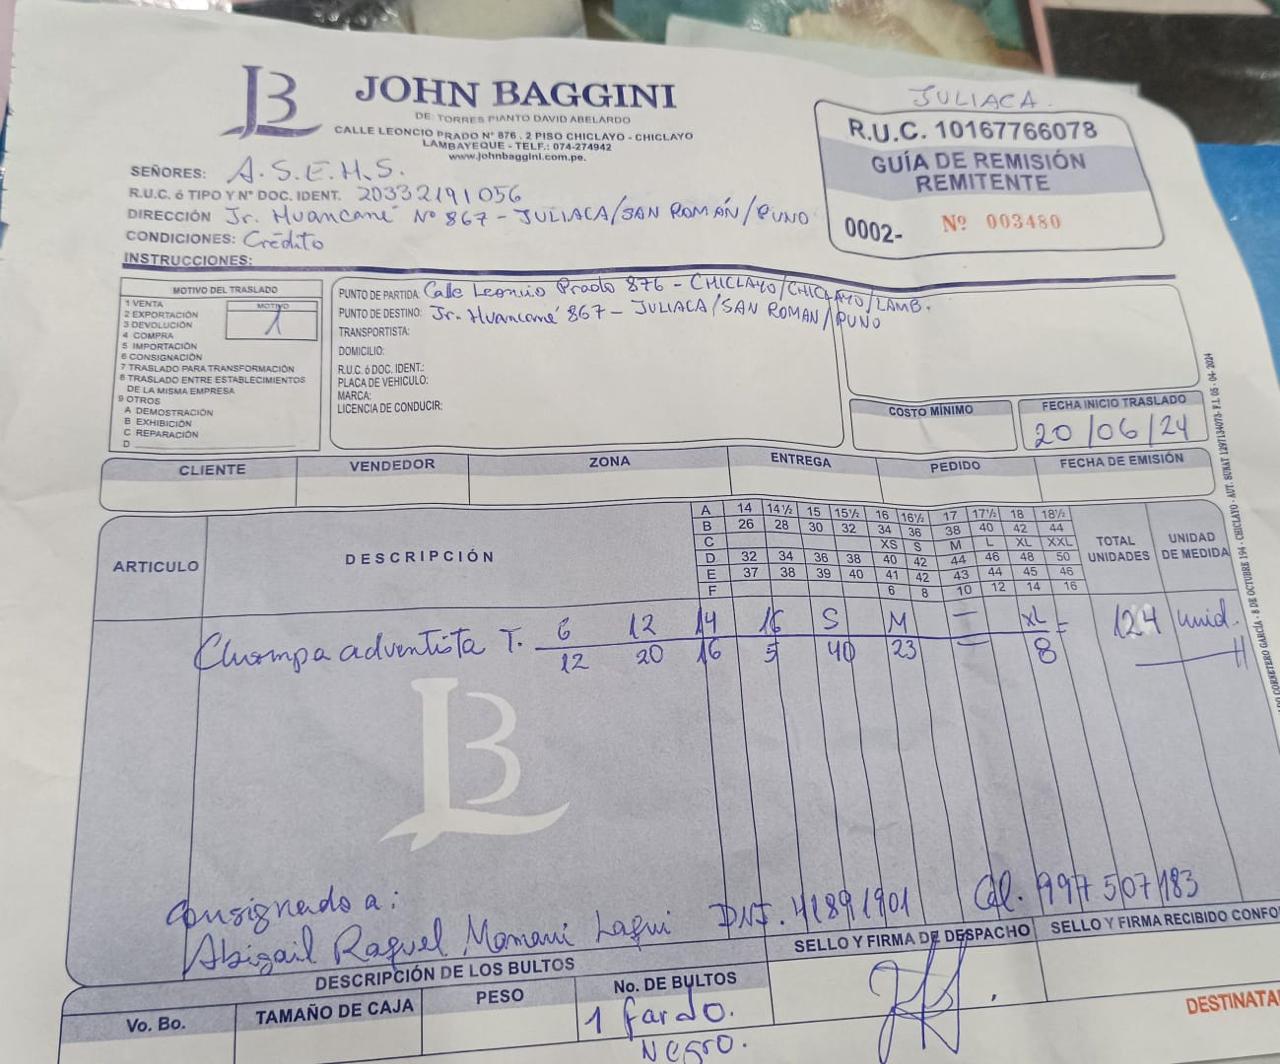 JULIACA.
JOHN BAGGINI
DE: TORRES PIANTO DAVID ABELARDO
CALLE LEONCIO PRADO Nº 876 . 2 PISO CHICLAYO - CHICLAYO
LAMBAYEQUE - TELF.: 074-274942
www.johnbaggini.com.pe.
R.U.C. 10167766078
GUÍA DE REMISIÓN
REMITENTE
0002- Nº 003480
SEÑORES: A.S.E.H.S.
R.U.C. ó TIPO Y Nº DOC. IDENT. 20332191056
DIRECCIÓN Jr. Huancané Nº 867 - JULIACA/SAN ROMÁN/PUNO
CONDICIONES: Crédito
INSTRUCCIONES:
MOTIVO DEL TRASLADO
1 VENTA
2 EXPORTACIÓN
3 DEVOLUCIÓN
4 COMPRA
5 IMPORTACIÓN
6 CONSIGNACIÓN
7 TRASLADO PARA TRANSFORMACIÓN
8 TRASLADO ENTRE ESTABLECIMIENTOS
DE LA MISMA EMPRESA
9 OTROS
A DEMOSTRACIÓN
B EXHIBICIÓN
C REPARACIÓN
D
MOTIVO
1
PUNTO DE PARTIDA: Calle Leoncio Prado 876 - CHICLAYO/CHICLAYO/LAMB.
PUNTO DE DESTINO: Jr. Huancané 867 - JULIACA/SAN ROMAN/PUNO
TRANSPORTISTA:
DOMICILIO:
R.U.C. ó DOC. IDENT.:
PLACA DE VEHICULO:
MARCA:
LICENCIA DE CONDUCIR:
COSTO MÍNIMO
FECHA INICIO TRASLADO
20/06/24
CLIENTE VENDEDOR ZONA ENTREGA PEDIDO FECHA DE EMISIÓN
ARTICULO DESCRIPCIÓN TOTAL UNIDADES UNIDAD DE MEDIDA
A 14 14½ 15 15½ 16 16½ 17 17½ 18 18½
B 26 28 30 32 34 36 38 40 42 44
C XS S M L XL XXL
D 32 34 36 38 40 42 44 46 48 50
E 37 38 39 40 41 42 43 44 45 46
F 6 8 10 12 14 16
Chompa adventista T. 6 12 14 16 S M - XL = 124 unid.
12 20 16 5 40 23 = 8
LB
consignado a:
Abigail Raquel Mamani Laqui DNI. 41891901 Cel. 997507183
DESCRIPCIÓN DE LOS BULTOS SELLO Y FIRMA DE DESPACHO SELLO Y FIRMA RECIBIDO CONFO
Vo. Bo. TAMAÑO DE CAJA PESO No. DE BULTOS
1 fardo.
Negro.
DESTINATA